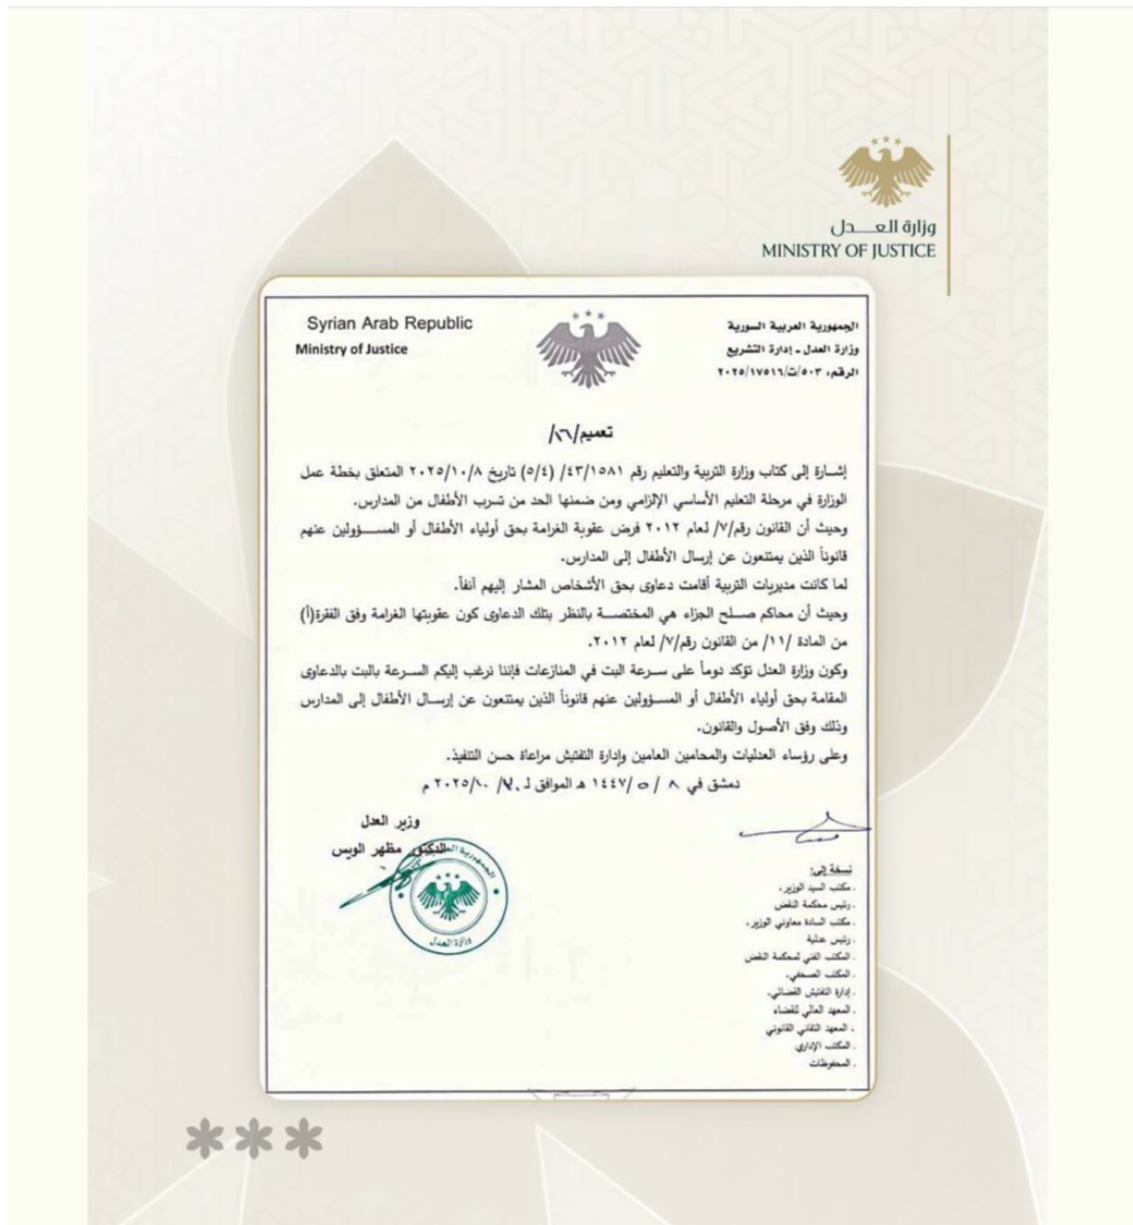 وزارة العـــدل
MINISTRY OF JUSTICE
Syrian Arab Republic
Ministry of Justice
الجمهورية العربية السورية
وزارة العدل ـ إدارة التشريع
الرقم: ٥٠٣/ت/١٧٥١٦/٢٠٢٥
تعميم/٨٦/
إشـارة إلى كتاب وزارة التربية والتعليم رقم ٤٣/١٥٨١/ (٥/٤) تاريخ ٢٠٢٥/١٠/٨ المتعلق بخطة عمل
الوزارة في مرحلة التعليم الأساسي الإلزامي ومن ضمنها الحد من تسرب الأطفال من المدارس.
وحيث أن القانون رقم/٧/ لعام ٢٠١٢ فرض عقوبة الغرامة بحق أولياء الأطفال أو المســؤولين عنهم
قانوناً الذين يمتنعون عن إرسال الأطفال إلى المدارس.
لما كانت مديريات التربية أقامت دعاوى بحق الأشخاص المشار إليهم آنفاً.
وحيث أن محاكم صـلح الجزاء هي المختصـة بالنظر بتلك الدعاوى كون عقوبتها الغرامة وفق الفقرة(أ)
من المادة /١١/ من القانون رقم/٧/ لعام ٢٠١٢.
وكون وزارة العدل تؤكد دوماً على سـرعة البت في المنازعات فإننا نرغب إليكم السرعة بالبت بالدعاوى
المقامة بحق أولياء الأطفال أو المسـؤولين عنهم قانوناً الذين يمتنعون عن إرسـال الأطفال إلى المدارس
وذلك وفق الأصول والقانون.
وعلى رؤساء العدليات والمحامين العامين وإدارة التفتيش مراعاة حسن التنفيذ.
دمشق في ٨ / ٥ /١٤٤٧ هـ الموافق لـ /٢٠٢٥ م
وزير العدل
الدكتور مظهر الويس
وزارة العدل
نسخة إلى:
. مكتب السيد الوزير.
. رئيس محكمة النقض
. مكتب السادة معاوني الوزير.
. رئيس عدلية
. المكتب الفني لمحكمة النقض
. المكتب الصحفي.
. إدارة التفتيش القضائي.
. المعهد العالي للقضاء
. المعهد التقاني القانوني
. المكتب الإداري
. المحفوظات